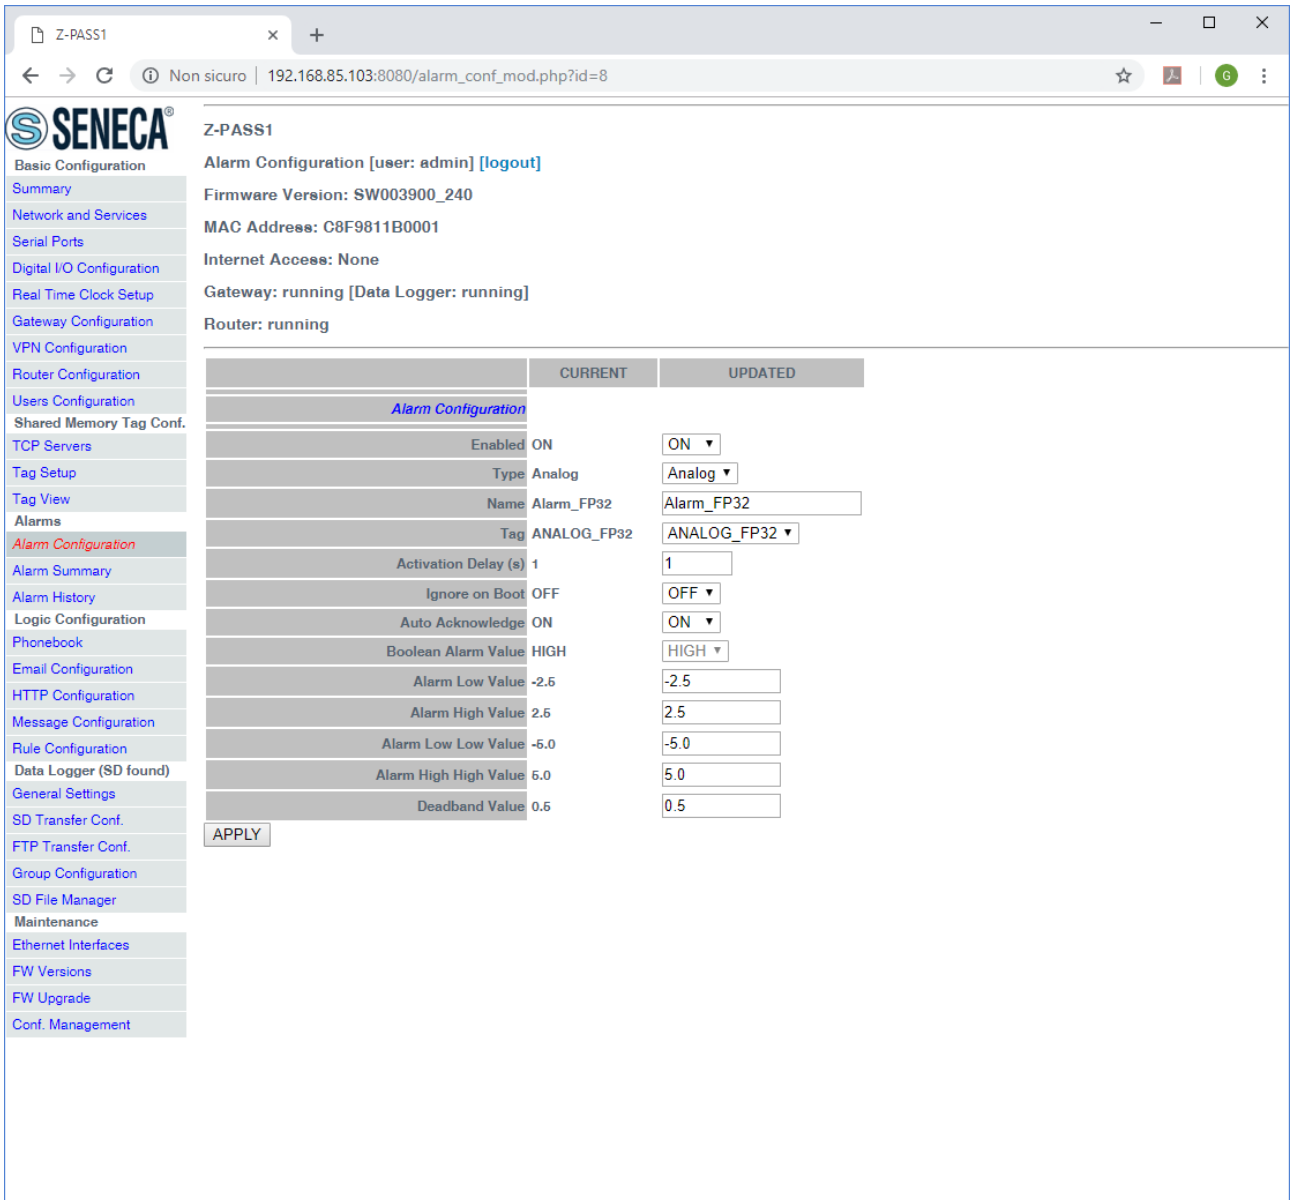 Z-PASS1
Non sicuro | 192.168.85.103:8080/alarm_conf_mod.php?id=8
G
SENECA®
Basic Configuration
Summary
Network and Services
Serial Ports
Digital I/O Configuration
Real Time Clock Setup
Gateway Configuration
VPN Configuration
Router Configuration
Users Configuration
Shared Memory Tag Conf.
TCP Servers
Tag Setup
Tag View
Alarms
Alarm Configuration
Alarm Summary
Alarm History
Logic Configuration
Phonebook
Email Configuration
HTTP Configuration
Message Configuration
Rule Configuration
Data Logger (SD found)
General Settings
SD Transfer Conf.
FTP Transfer Conf.
Group Configuration
SD File Manager
Maintenance
Ethernet Interfaces
FW Versions
FW Upgrade
Conf. Management
Z-PASS1
Alarm Configuration [user: admin] [logout]
Firmware Version: SW003900_240
MAC Address: C8F9811B0001
Internet Access: None
Gateway: running [Data Logger: running]
Router: running
CURRENT UPDATED
Alarm Configuration
Enabled ON ON
Type Analog Analog
Name Alarm_FP32 Alarm_FP32
Tag ANALOG_FP32 ANALOG_FP32
Activation Delay (s) 1 1
Ignore on Boot OFF OFF
Auto Acknowledge ON ON
Boolean Alarm Value HIGH HIGH
Alarm Low Value -2.5 -2.5
Alarm High Value 2.5 2.5
Alarm Low Low Value -5.0 -5.0
Alarm High High Value 5.0 5.0
Deadband Value 0.5 0.5
APPLY